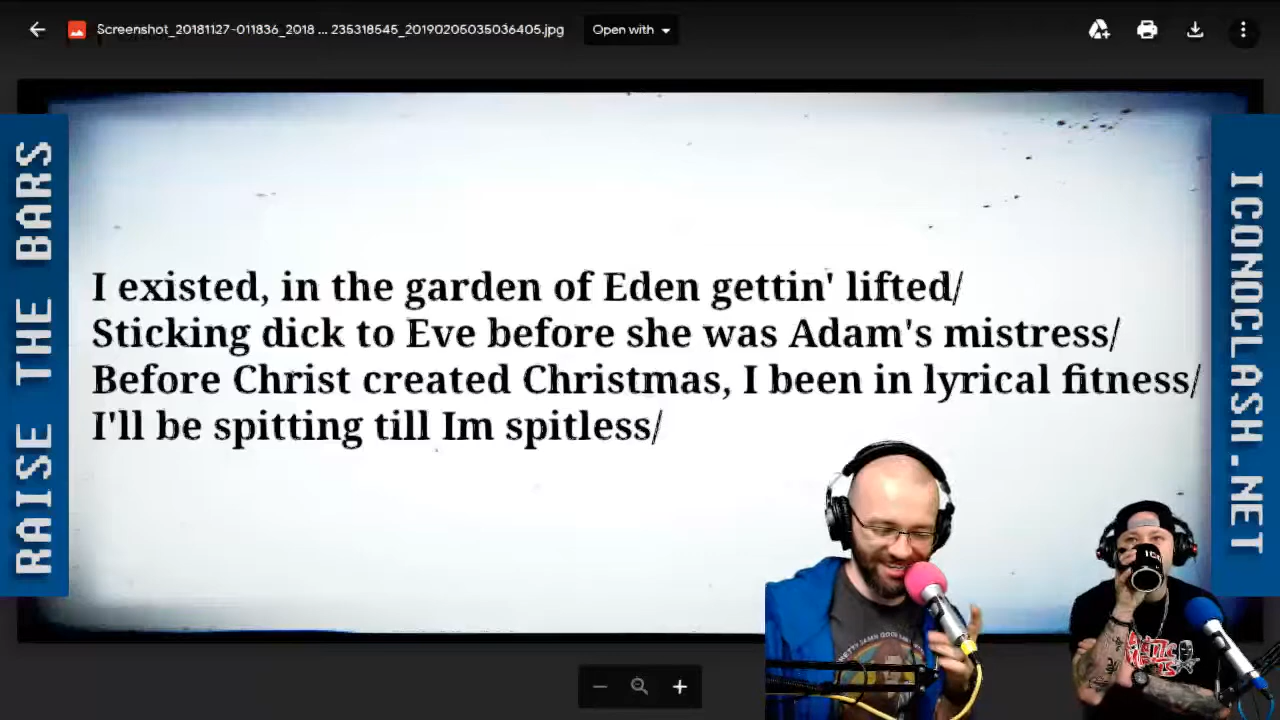 Screenshot_20181127-011836_2018 ... 235318545_20190205035036405.jpg
Open with
RAISE THE BARS
I existed, in the garden of Eden gettin' lifted/
Sticking dick to Eve before she was Adam's mistress/
Before Christ created Christmas, I been in lyrical fitness/
I'll be spitting till Im spitless/
ICONOCLASH.NET